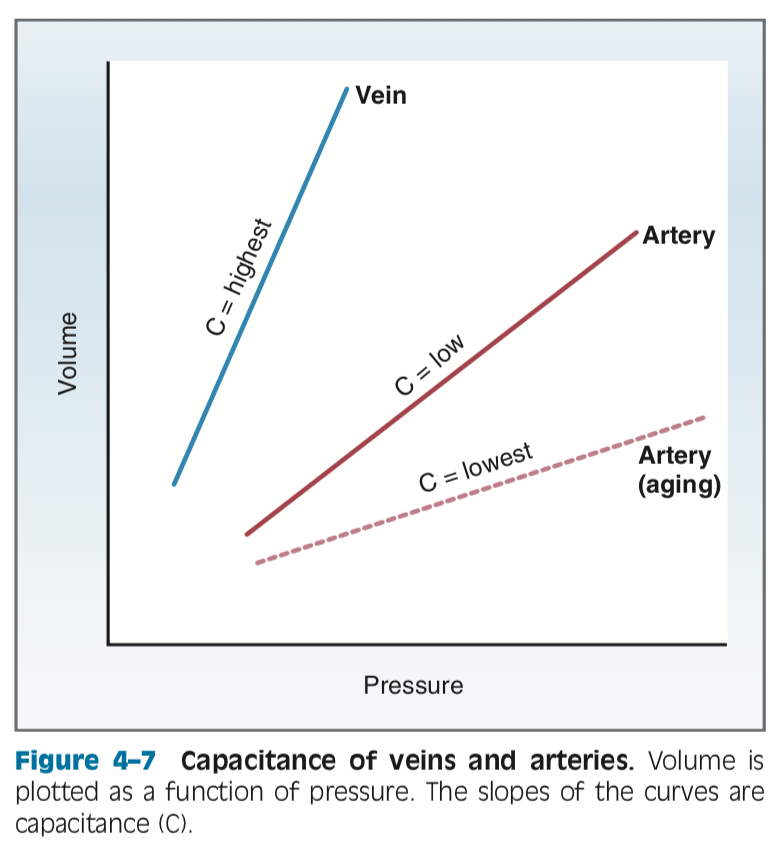 Vein
C = highest
Artery
C = low
C = lowest
Artery
(aging)
Volume
Pressure
Figure 4–7 Capacitance of veins and arteries. Volume is
plotted as a function of pressure. The slopes of the curves are
capacitance (C).